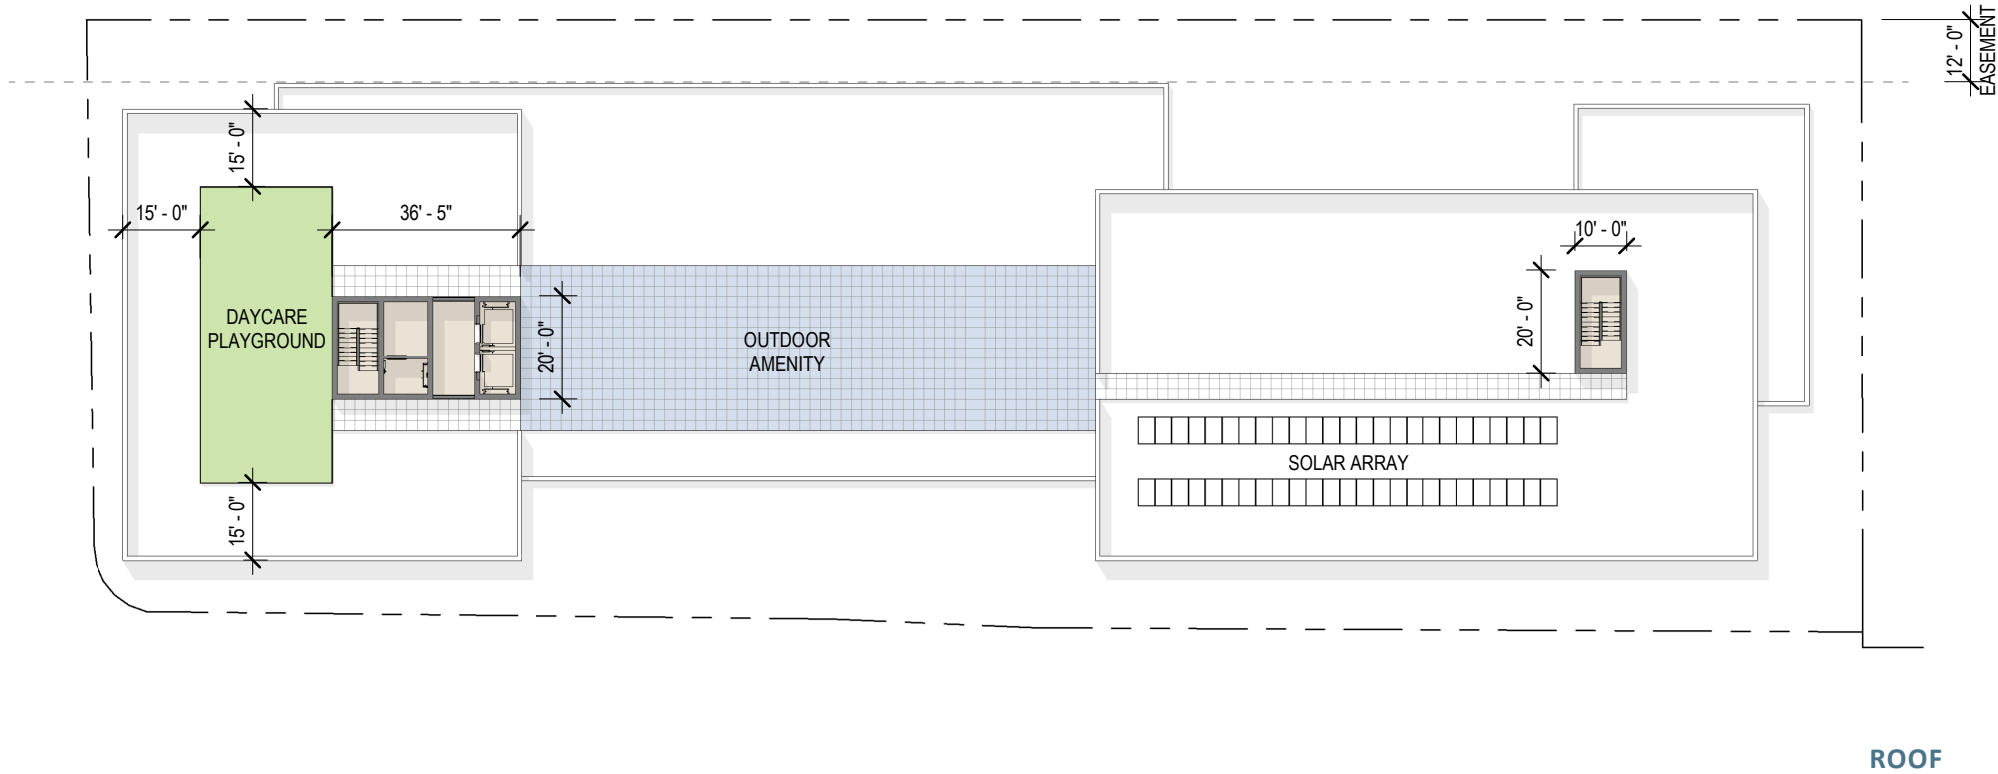 12' - 0"
EASEMENT
15' - 0"
15' - 0"
36' - 5"
10' - 0"
DAYCARE
PLAYGROUND
20' - 0"
OUTDOOR
AMENITY
20' - 0"
SOLAR ARRAY
15' - 0"
ROOF